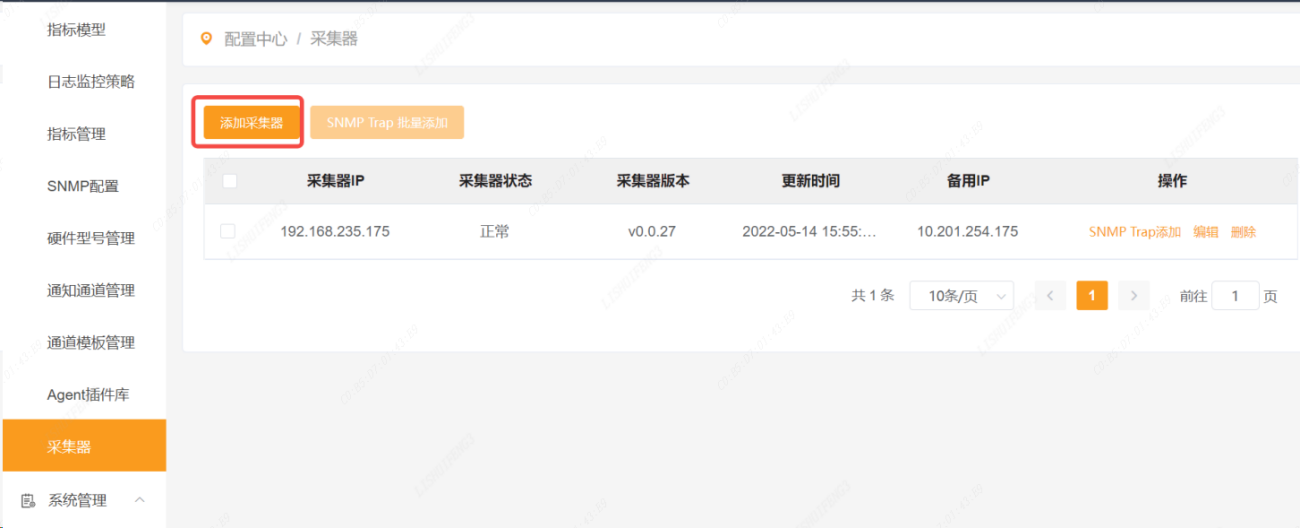 指标模型
日志监控策略
指标管理
SNMP配置
硬件型号管理
通知通道管理
通道模板管理
Agent插件库
采集器
系统管理
配置中心 / 采集器
添加采集器 SNMP Trap 批量添加
采集器IP 采集器状态 采集器版本 更新时间 备用IP 操作
192.168.235.175 正常 v0.0.27 2022-05-14 15:55:... 10.201.254.175 SNMP Trap添加 编辑 删除
共 1 条 10条/页 1 前往 1 页